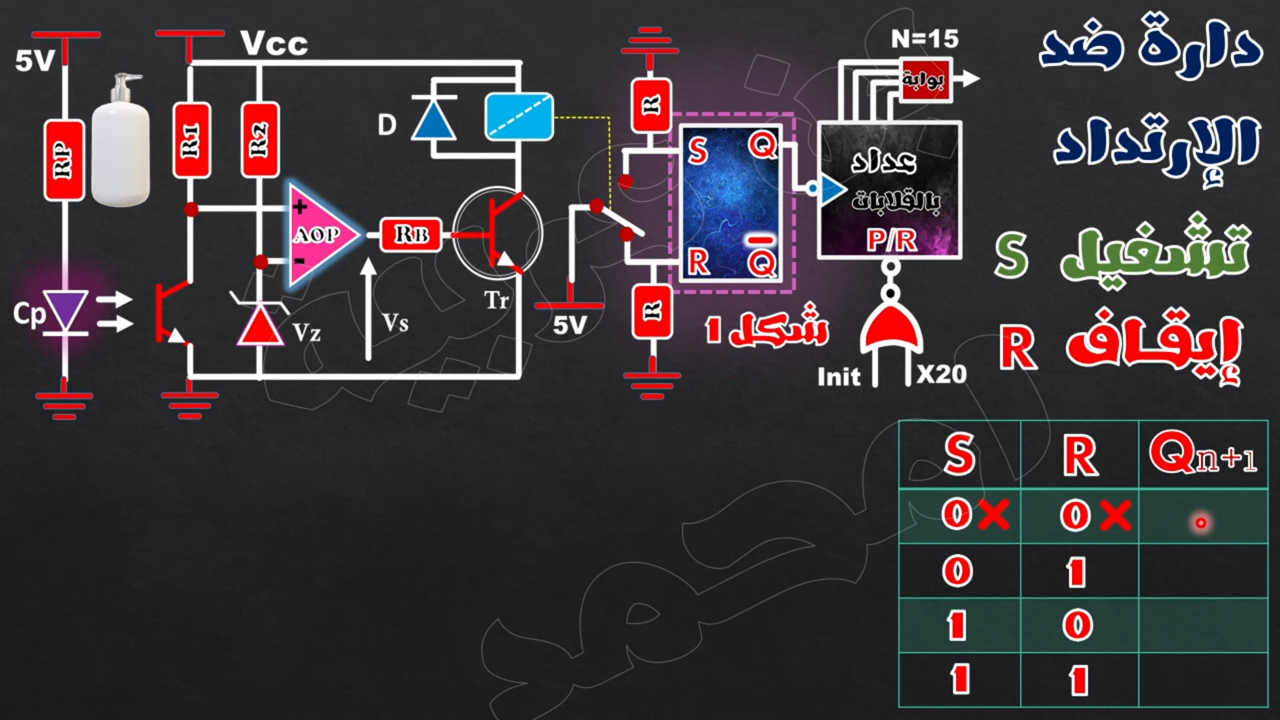 5V
RP
Cp
Vcc
R1
R2
+
AOP
-
Vz
Vs
RB
Tr
D
5V
R
R
S
Q
R
Q̅
شكل 1
N=15
بوابة
عداد
بالقلابات
P/R
Init
X20
دارة ضد
الإرتداد
تشغيل S
إيقاف R
S R Qn+1
0 × 0 ×
0 1
1 0
1 1